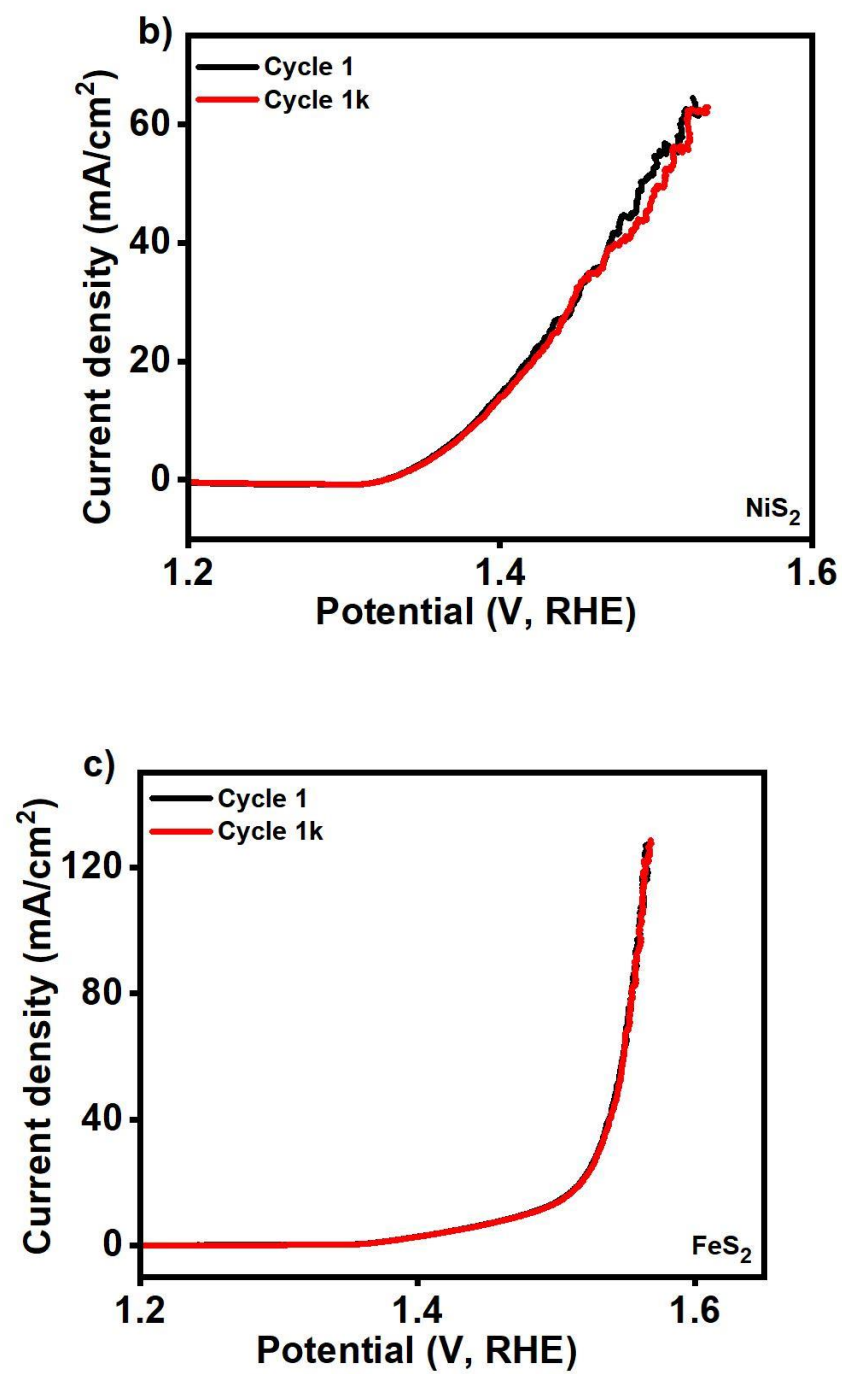 b)
Cycle 1
Cycle 1k
Current density (mA/cm²)
60
40
20
0
NiS₂
1.2
1.4
1.6
Potential (V, RHE)
c)
Cycle 1
Cycle 1k
Current density (mA/cm²)
120
80
40
0
FeS₂
1.2
1.4
1.6
Potential (V, RHE)